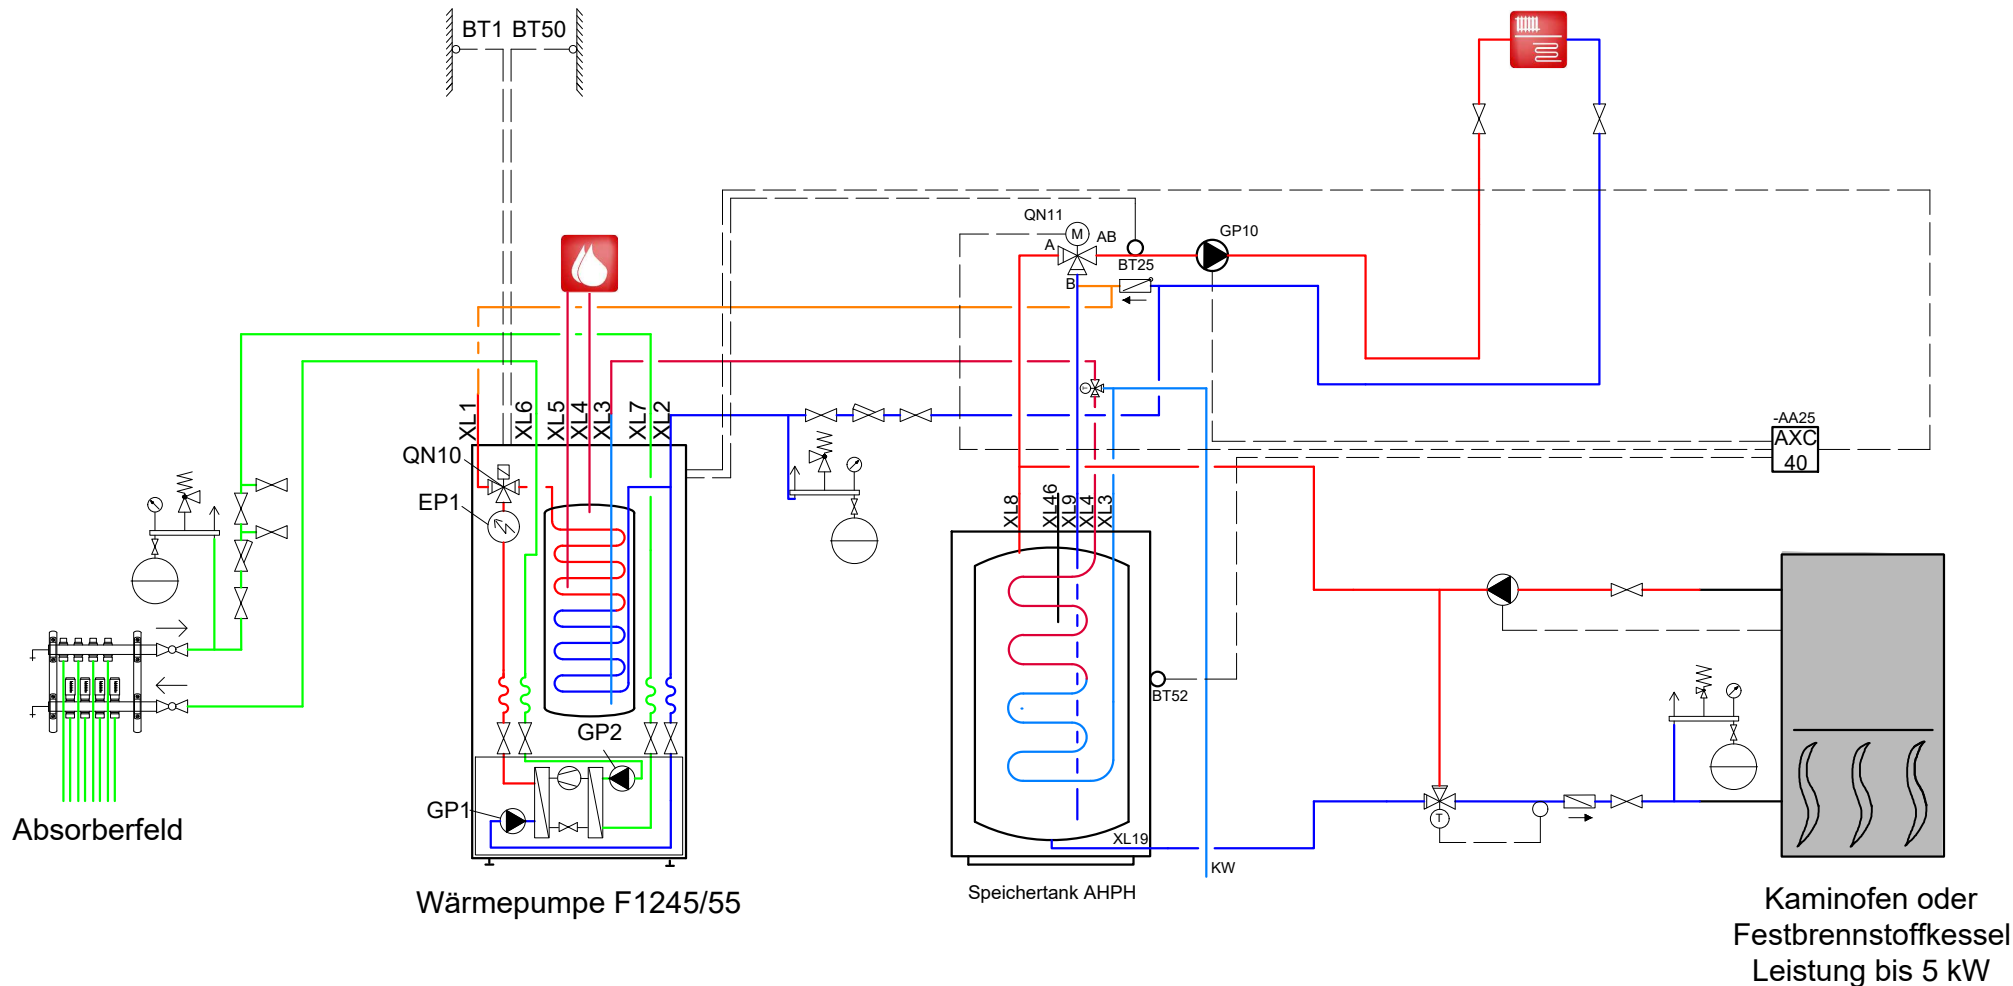 BT1 BT50
QN11
M
A
AB
GP10
BT25
B
XL1
XL6
XL5
XL4
XL3
XL7
XL2
QN10
EP1
-AA25
AXC
40
XL8
XL46
XL9
XL4
XL3
BT52
GP2
GP1
T
XL19
KW
Absorberfeld
Wärmepumpe F1245/55
Speichertank AHPH
Kaminofen oder
Festbrennstoffkessel
Leistung bis 5 kW